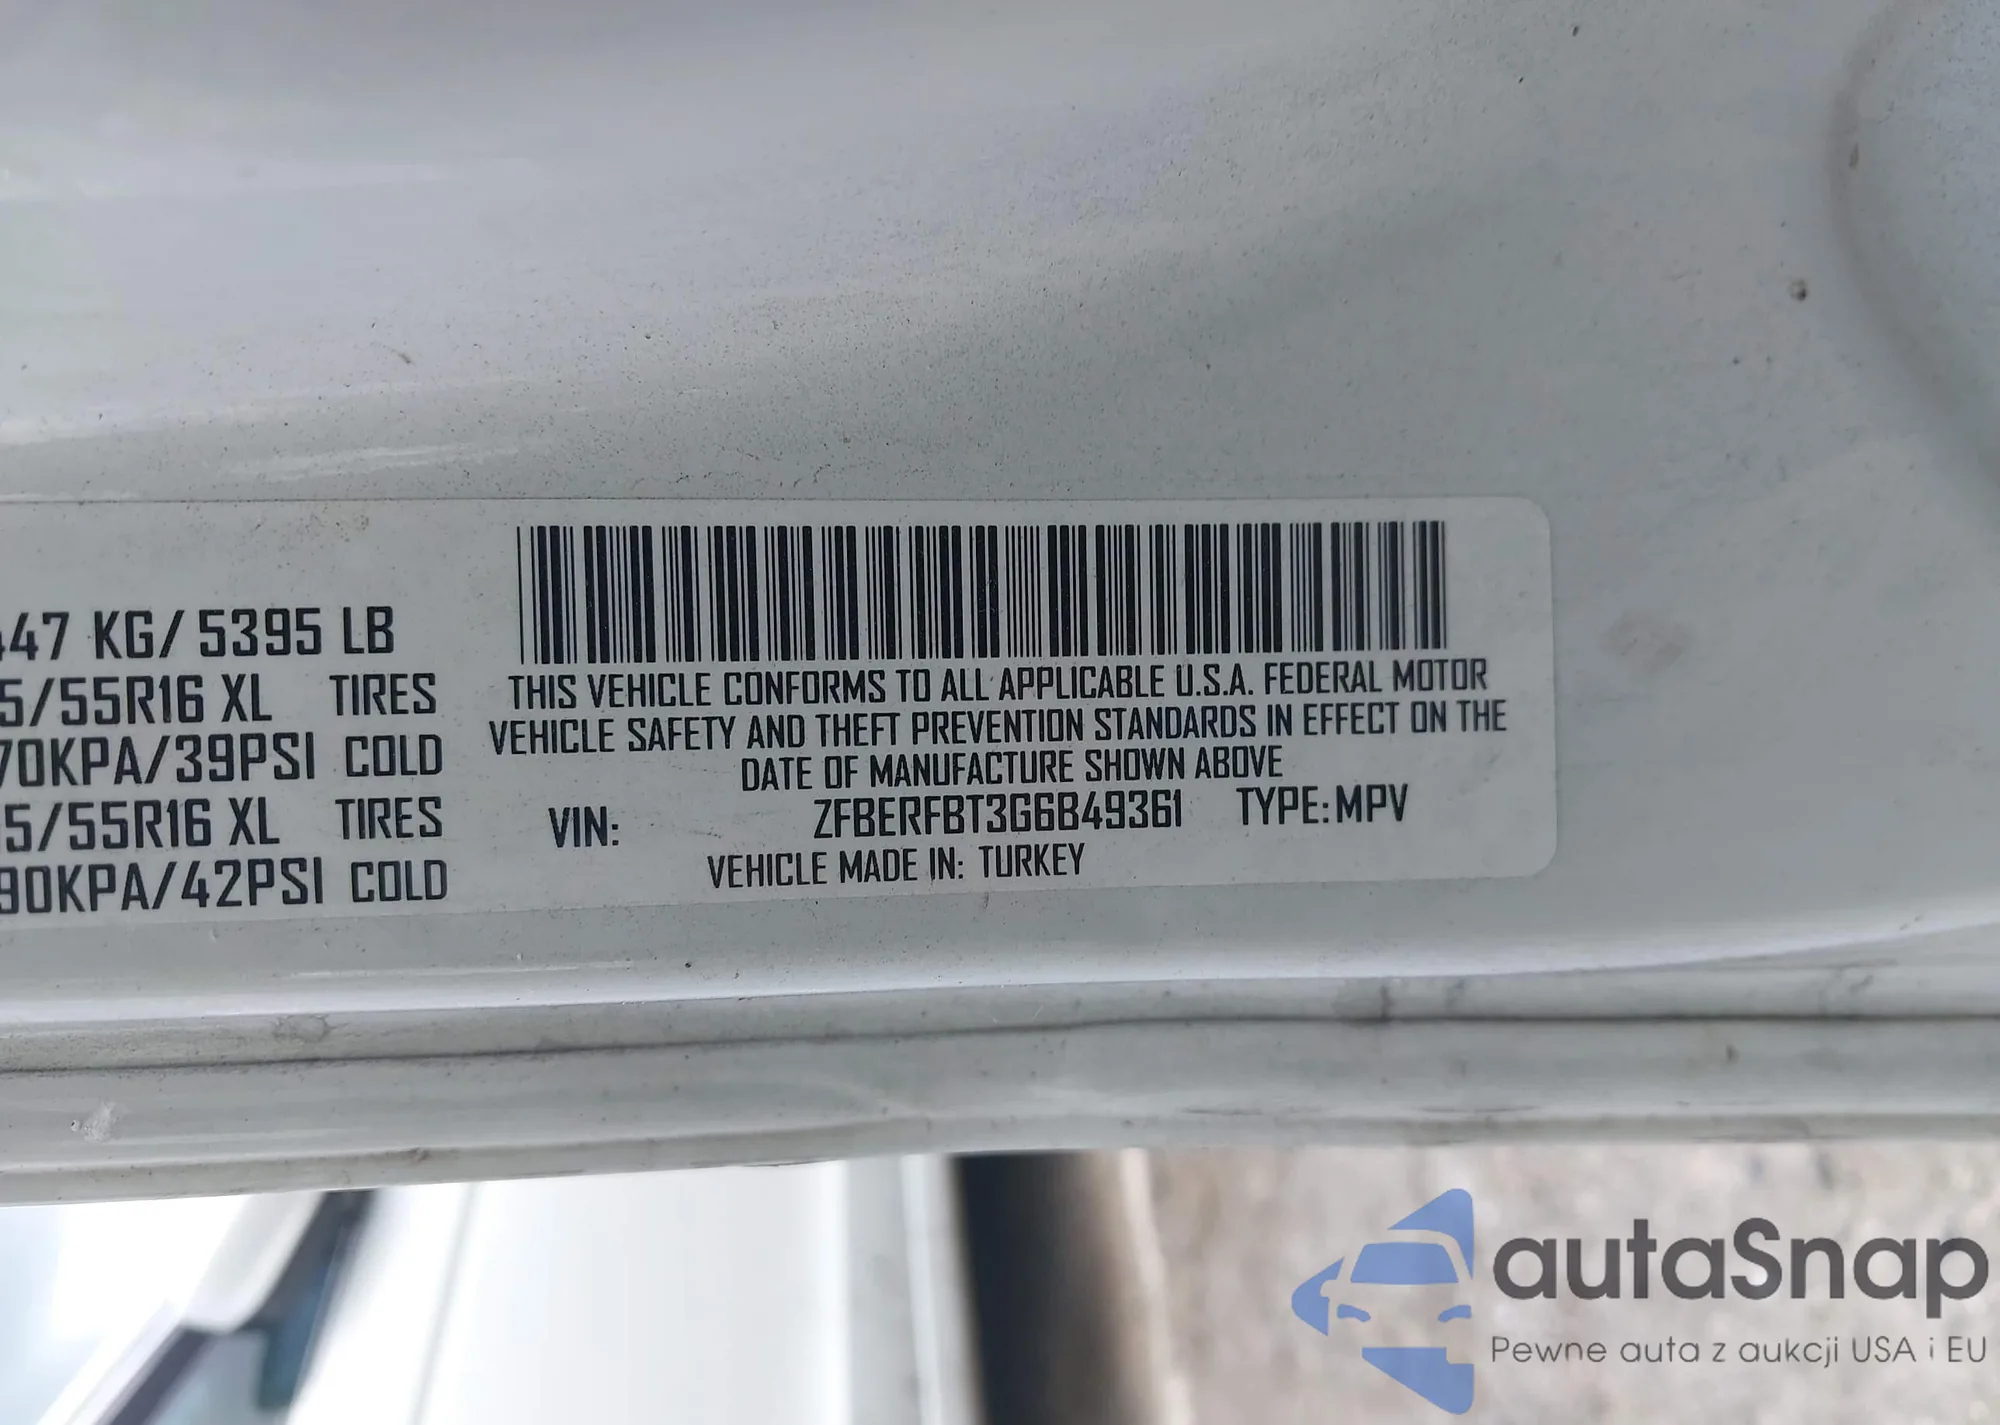 47 KG/ 5395 LB
5/55R16 XL TIRES
70KPA/39PSI COLD
5/55R16 XL TIRES
90KPA/42PSI COLD
THIS VEHICLE CONFORMS TO ALL APPLICABLE U.S.A. FEDERAL MOTOR
VEHICLE SAFETY AND THEFT PREVENTION STANDARDS IN EFFECT ON THE
DATE OF MANUFACTURE SHOWN ABOVE
VIN: ZFBERFBT3G6B49361 TYPE: MPV
VEHICLE MADE IN: TURKEY
autaSnap
Pewne auta z aukcji USA i EU